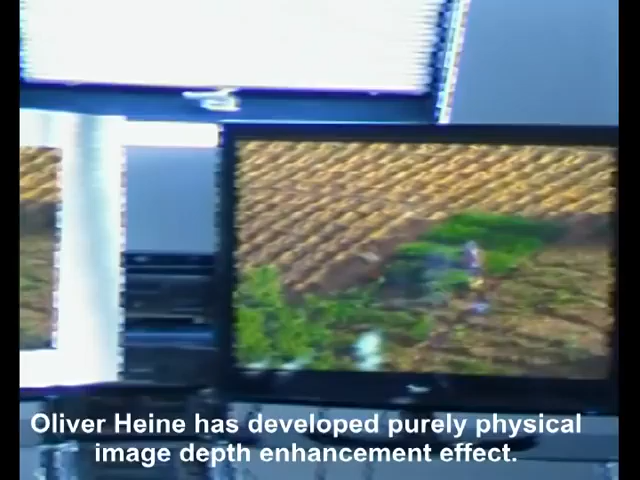 Oliver Heine has developed purely physical
image depth enhancement effect.